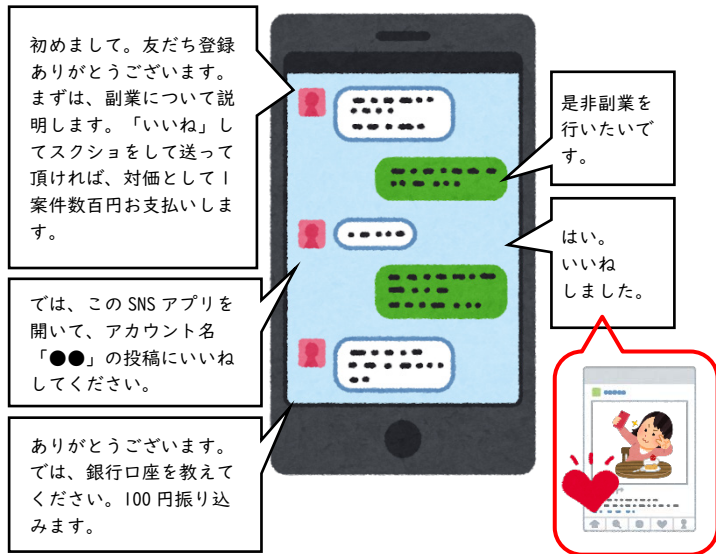 初めまして。友だち登録
ありがとうございます。
まずは、副業について説
明します。「いいね」し
てスクショをして送って
頂ければ、対価として1
案件数百円お支払いしま
す。
是非副業を
行いたいで
す。
では、この SNS アプリを
開いて、アカウント名
「●●」の投稿にいいね
してください。
はい。
いいね
しました。
ありがとうございます。
では、銀行口座を教えて
ください。100 円振り込
みます。